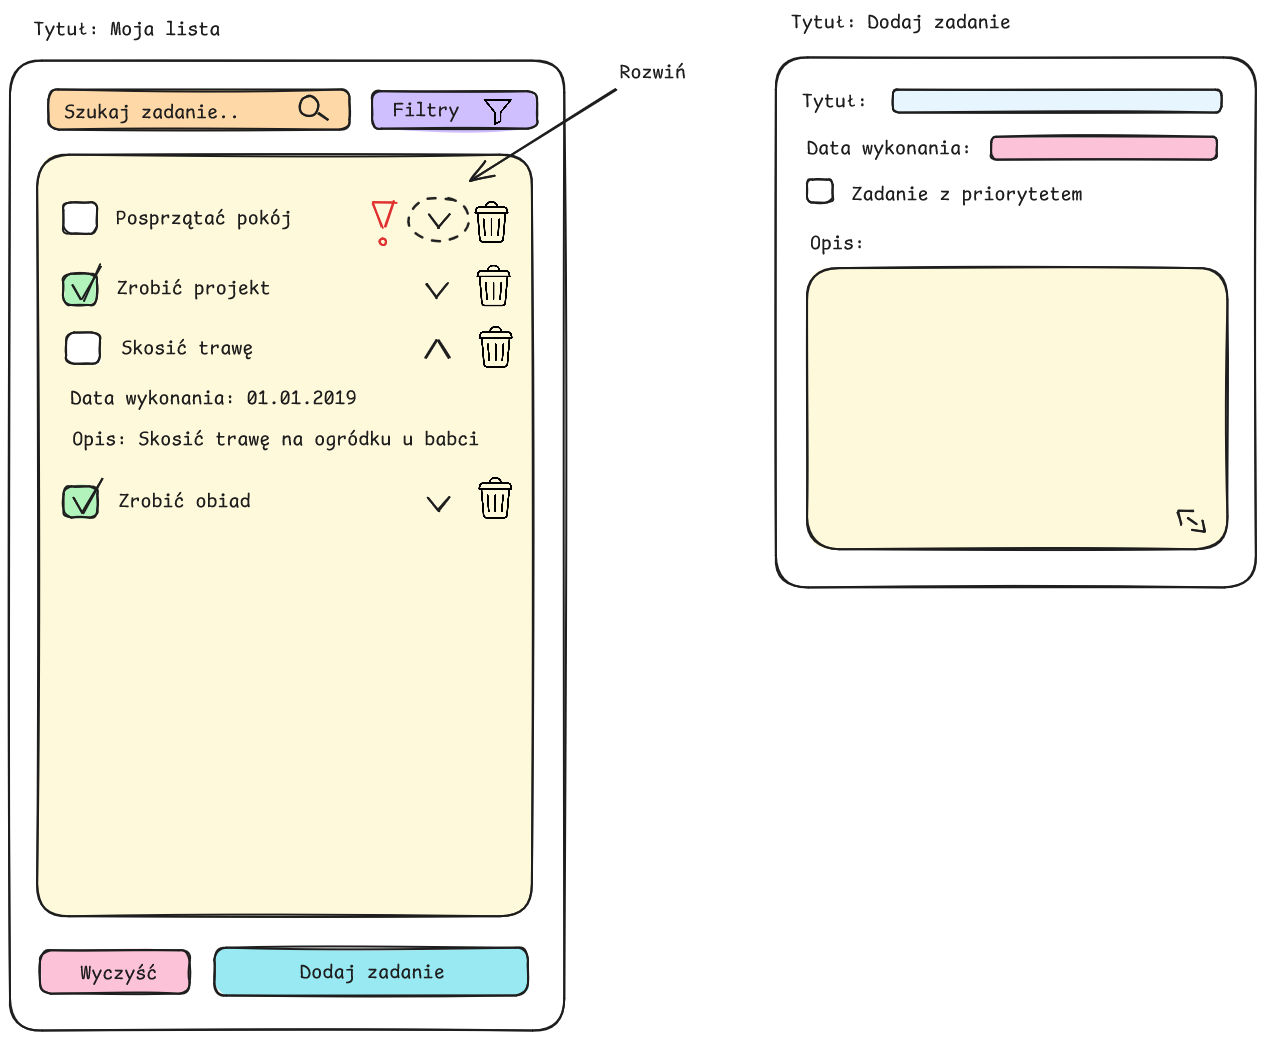 Tytuł: Moja lista
Szukaj zadanie..
Filtry
Rozwiń
Posprzątać pokój
Zrobić projekt
Skosić trawę
Data wykonania: 01.01.2019
Opis: Skosić trawę na ogródku u babci
Zrobić obiad
Wyczyść
Dodaj zadanie
Tytuł: Dodaj zadanie
Tytuł:
Data wykonania:
Zadanie z priorytetem
Opis: